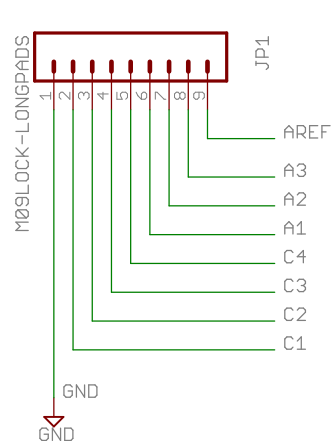 JP1
M09LOCK-LONGPADS
1
2
3
4
5
6
7
8
9
AREF
A3
A2
A1
C4
C3
C2
C1
GND
GND